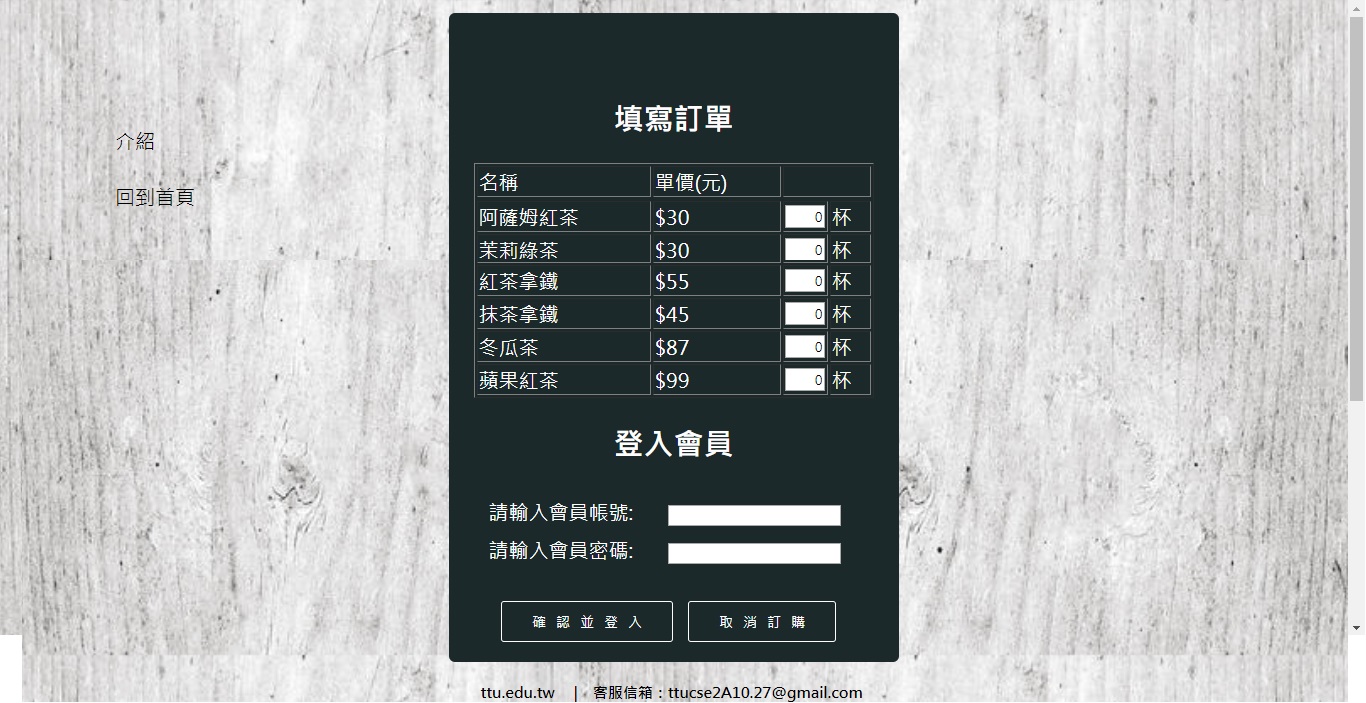 介紹
回到首頁
填寫訂單
名稱 單價(元)
阿薩姆紅茶 $30 0 杯
茉莉綠茶 $30 0 杯
紅茶拿鐵 $55 0 杯
抹茶拿鐵 $45 0 杯
冬瓜茶 $87 0 杯
蘋果紅茶 $99 0 杯
登入會員
請輸入會員帳號:
請輸入會員密碼:
確認並登入 取消訂購
ttu.edu.tw | 客服信箱：ttucse2A10.27@gmail.com